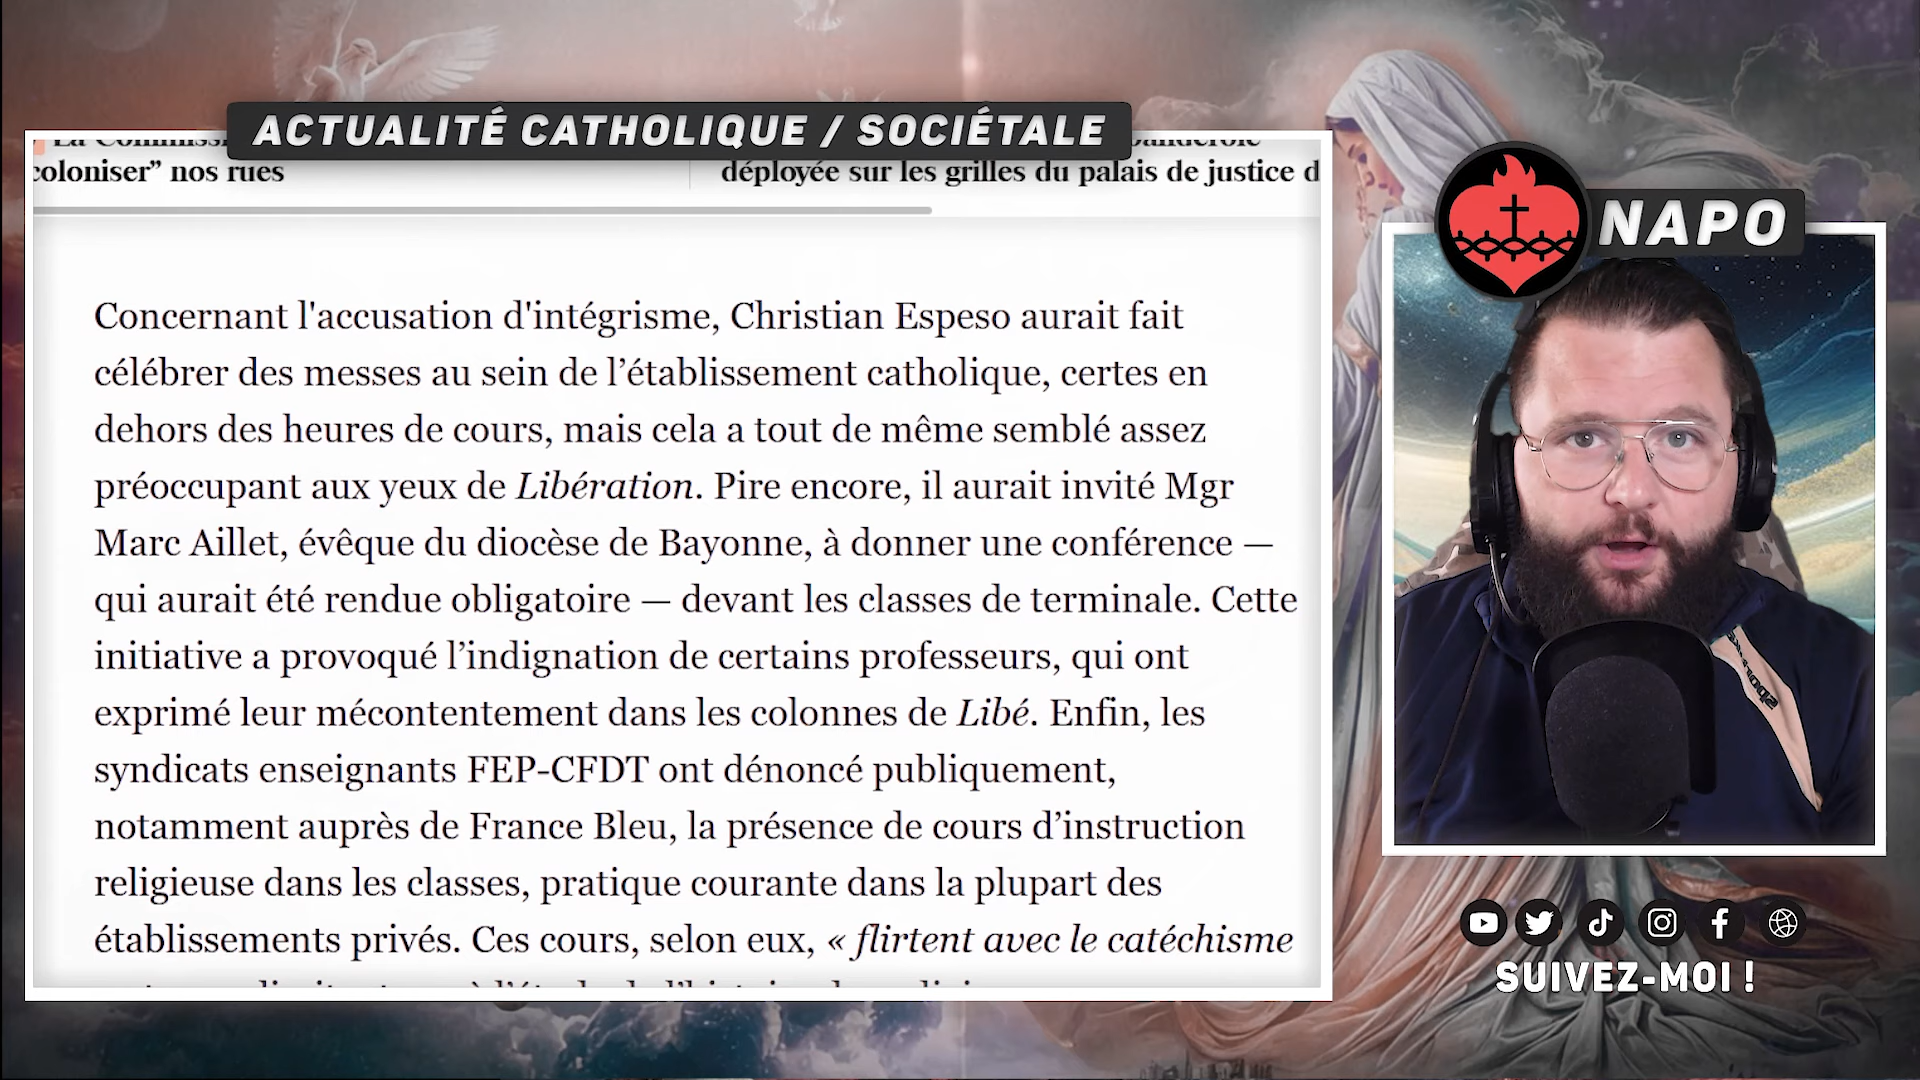 ACTUALITÉ CATHOLIQUE / SOCIÉTALE
coloniser” nos rues
déployée sur les grilles du palais de justice d
Concernant l'accusation d'intégrisme, Christian Espeso aurait fait
célébrer des messes au sein de l’établissement catholique, certes en
dehors des heures de cours, mais cela a tout de même semblé assez
préoccupant aux yeux de Libération. Pire encore, il aurait invité Mgr
Marc Aillet, évêque du diocèse de Bayonne, à donner une conférence —
qui aurait été rendue obligatoire — devant les classes de terminale. Cette
initiative a provoqué l’indignation de certains professeurs, qui ont
exprimé leur mécontentement dans les colonnes de Libé. Enfin, les
syndicats enseignants FEP-CFDT ont dénoncé publiquement,
notamment auprès de France Bleu, la présence de cours d’instruction
religieuse dans les classes, pratique courante dans la plupart des
établissements privés. Ces cours, selon eux, « flirtent avec le catéchisme
NAPO
SUIVEZ-MOI !